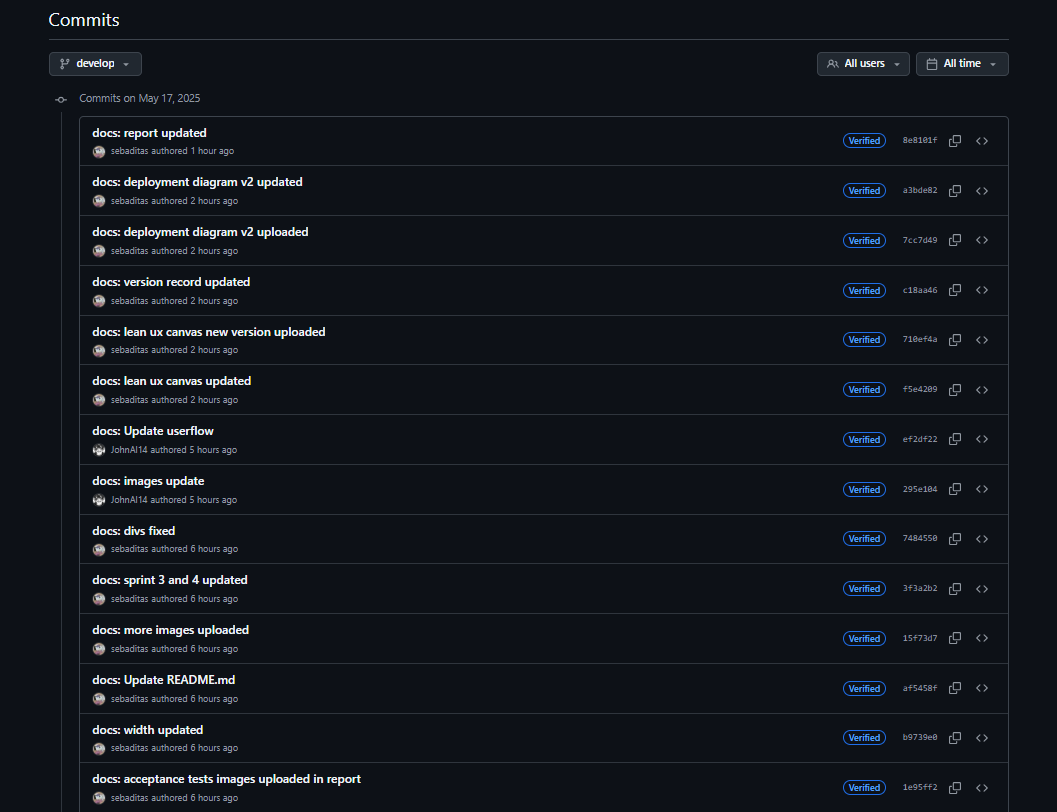 Commits
develop
All users
All time
Commits on May 17, 2025
docs: report updated
Verified
8e8101f
sebaditas authored 1 hour ago
docs: deployment diagram v2 updated
Verified
a3bde82
sebaditas authored 2 hours ago
docs: deployment diagram v2 uploaded
Verified
7cc7d49
sebaditas authored 2 hours ago
docs: version record updated
Verified
c18aa46
sebaditas authored 2 hours ago
docs: lean ux canvas new version uploaded
Verified
710ef4a
sebaditas authored 2 hours ago
docs: lean ux canvas updated
Verified
f5e4209
sebaditas authored 2 hours ago
docs: Update userflow
Verified
ef2df22
JohnAl14 authored 5 hours ago
docs: images update
Verified
295e104
JohnAl14 authored 5 hours ago
docs: divs fixed
Verified
7484550
sebaditas authored 6 hours ago
docs: sprint 3 and 4 updated
Verified
3f3a2b2
sebaditas authored 6 hours ago
docs: more images uploaded
Verified
15f73d7
sebaditas authored 6 hours ago
docs: Update README.md
Verified
af5458f
sebaditas authored 6 hours ago
docs: width updated
Verified
b9739e0
sebaditas authored 6 hours ago
docs: acceptance tests images uploaded in report
Verified
1e95ff2
sebaditas authored 6 hours ago